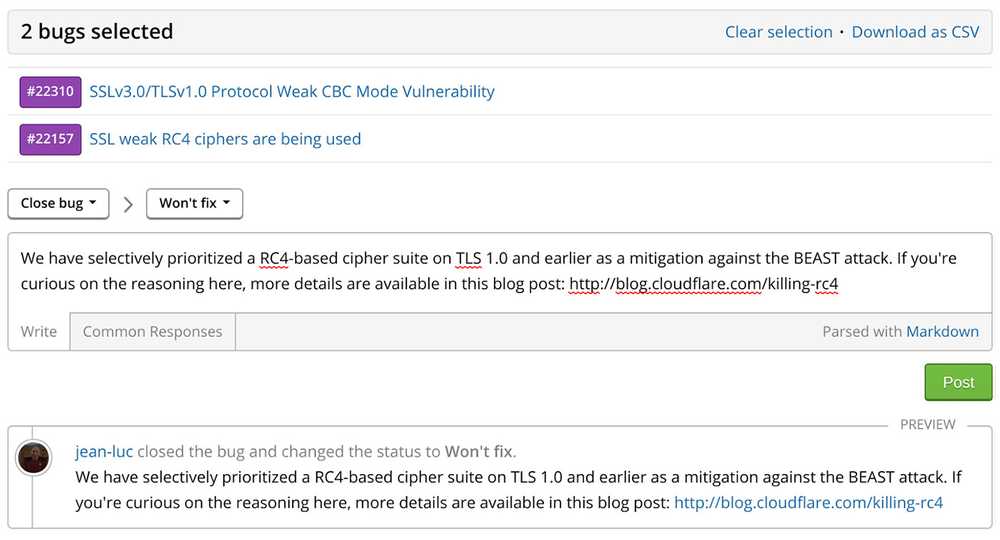 2 bugs selected
Clear selection · Download as CSV
#22310 SSLv3.0/TLSv1.0 Protocol Weak CBC Mode Vulnerability
#22157 SSL weak RC4 ciphers are being used
Close bug Won't fix
We have selectively prioritized a RC4-based cipher suite on TLS 1.0 and earlier as a mitigation against the BEAST attack. If you're
curious on the reasoning here, more details are available in this blog post: http://blog.cloudflare.com/killing-rc4
Write Common Responses Parsed with Markdown
Post
PREVIEW
jean-luc closed the bug and changed the status to Won't fix.
We have selectively prioritized a RC4-based cipher suite on TLS 1.0 and earlier as a mitigation against the BEAST attack. If
you're curious on the reasoning here, more details are available in this blog post: http://blog.cloudflare.com/killing-rc4